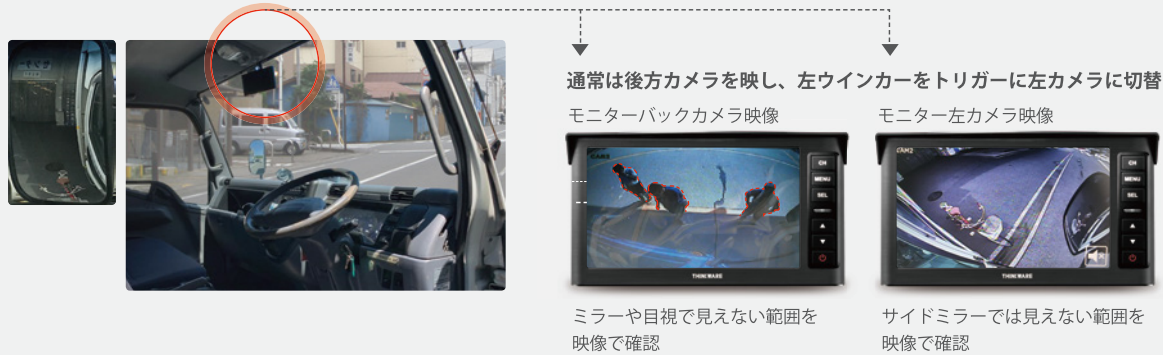 通常は後方カメラを映し、左ウインカーをトリガーに左カメラに切替
モニターバックカメラ映像
モニター左カメラ映像
CH
MENU
SEL
THINKWARE
CAM2
CH
MENU
SEL
THINKWARE
ミラーや目視で見えない範囲を
映像で確認
サイドミラーでは見えない範囲を
映像で確認